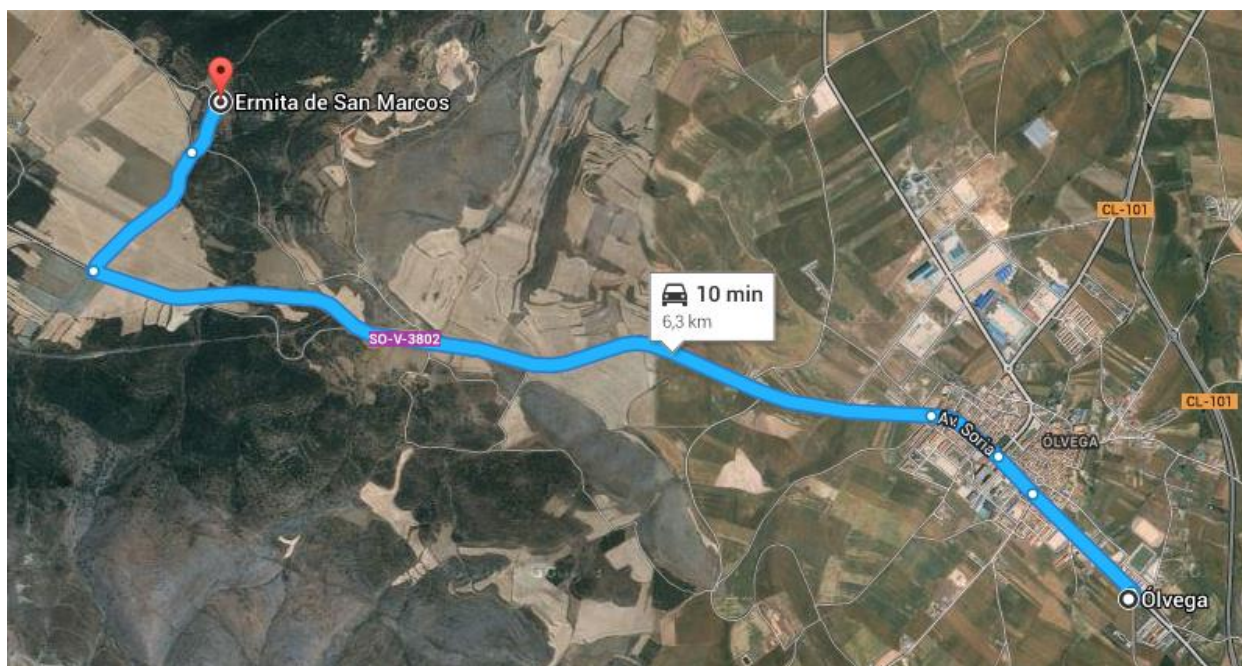 Ermita de San Marcos
CL-101
10 min
6,3 km
SO-V-3802
CL-101
Av. Soria
ÓLVEGA
Ólvega